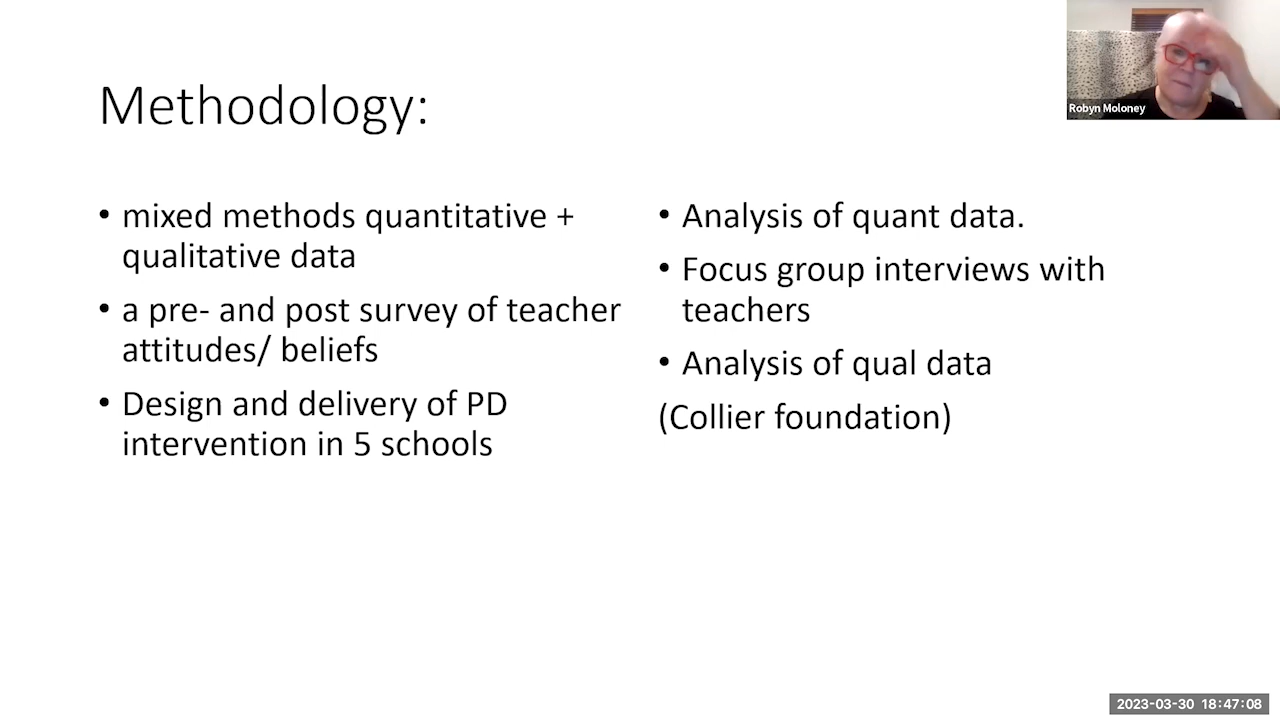 Methodology:
• mixed methods quantitative +
qualitative data
• a pre- and post survey of teacher
attitudes/ beliefs
• Design and delivery of PD
intervention in 5 schools
• Analysis of quant data.
• Focus group interviews with
teachers
• Analysis of qual data
(Collier foundation)
Robyn Moloney
2023-03-30 18:47:08